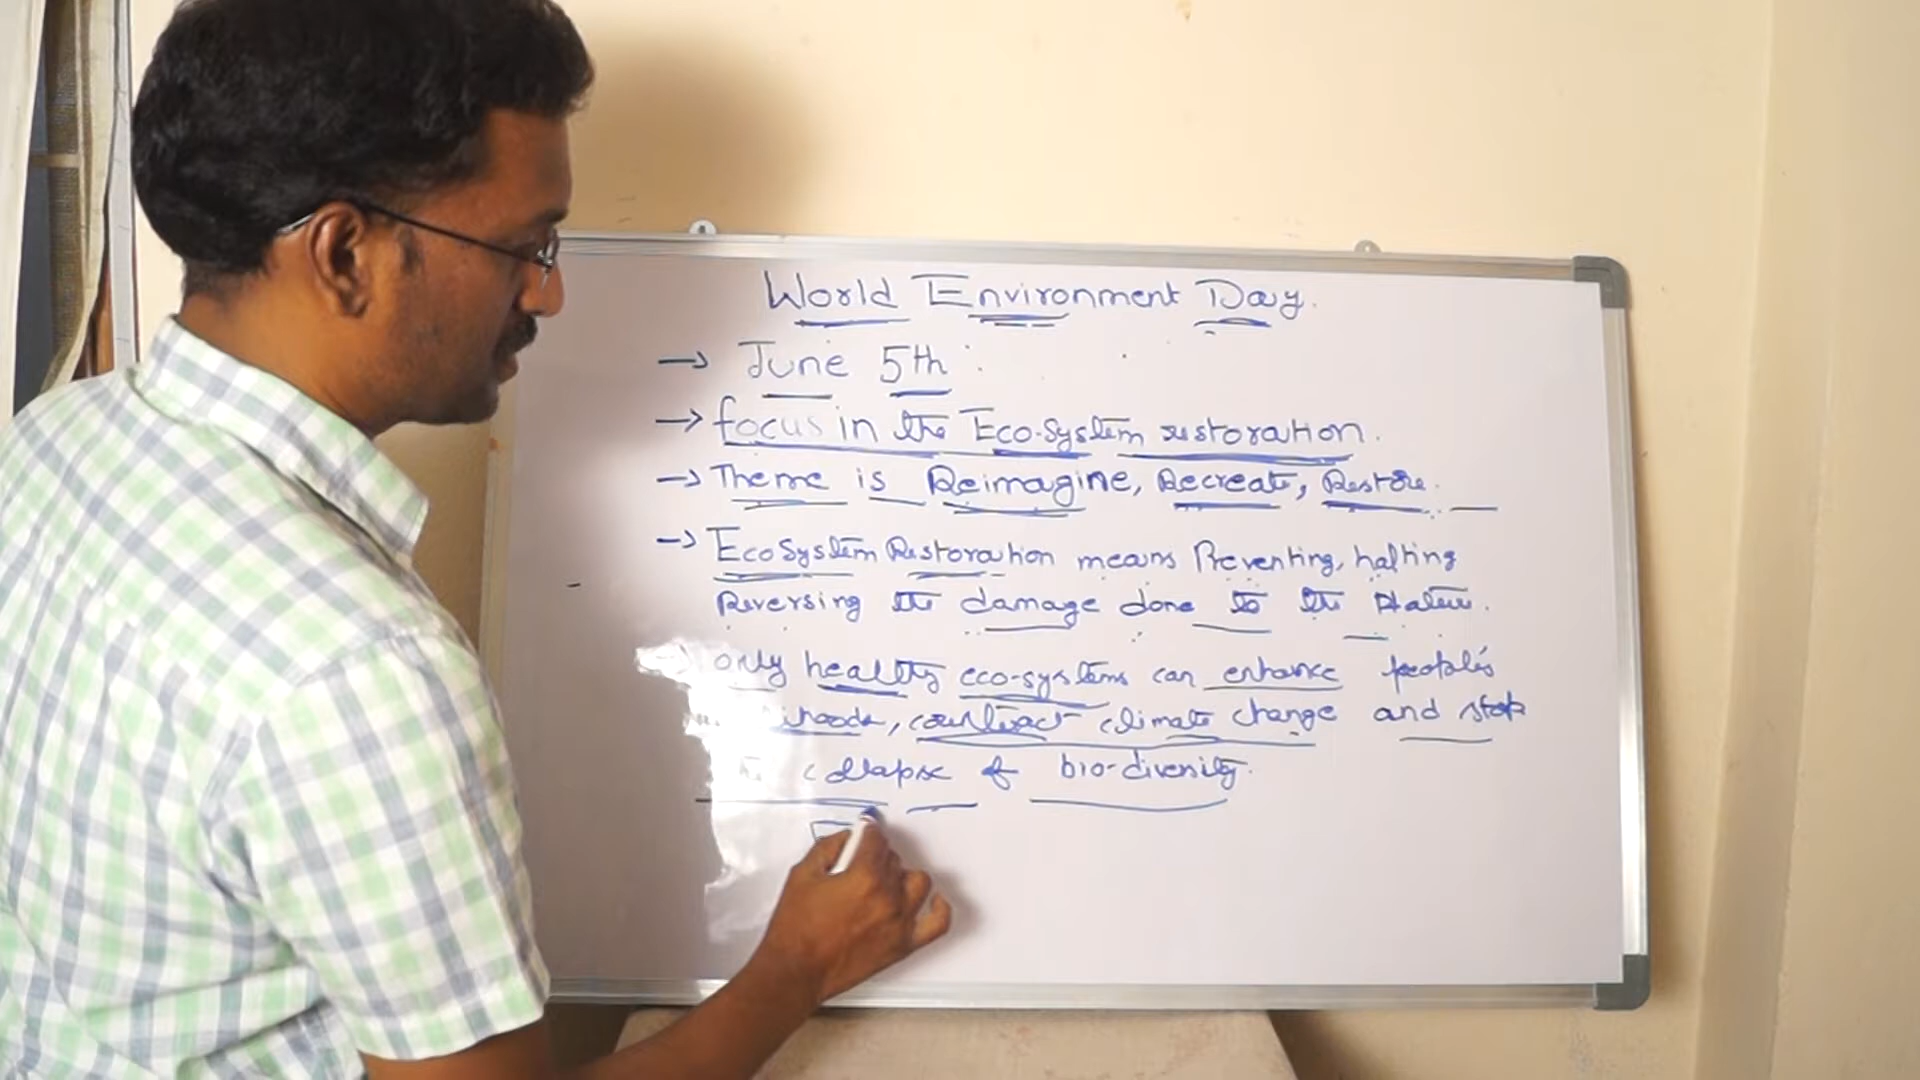 World Environment Day.
→ June 5th :
→ focus in the Eco-System restoration.
→ Theme is Reimagine, Recreate, Restore.
→ EcoSystem Restoration means Preventing, halting
Reversing the damage done to the Nature.
→ only healthy eco-systems can enhance people's
, counteract climate change and stop
collapse of bio-diversity.